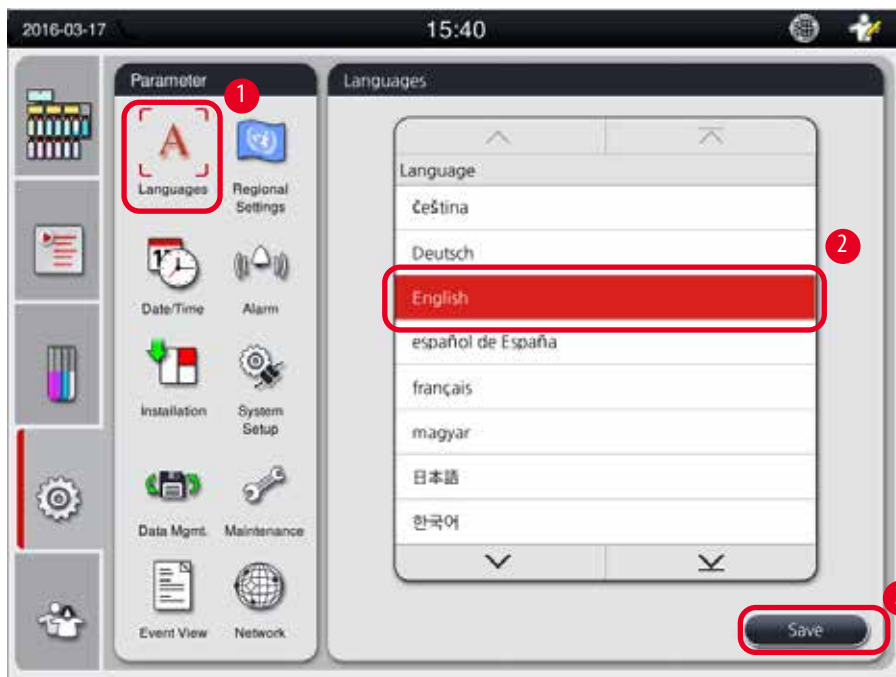 2016-03-17
15:40
Parameter
1
Languages
Languages
Regional
Settings
Date/Time
Alarm
Installation
System
Setup
Data Mgmt.
Maintenance
Event View
Network
Language
čeština
Deutsch
2
English
español de España
français
magyar
日本語
한국어
Save